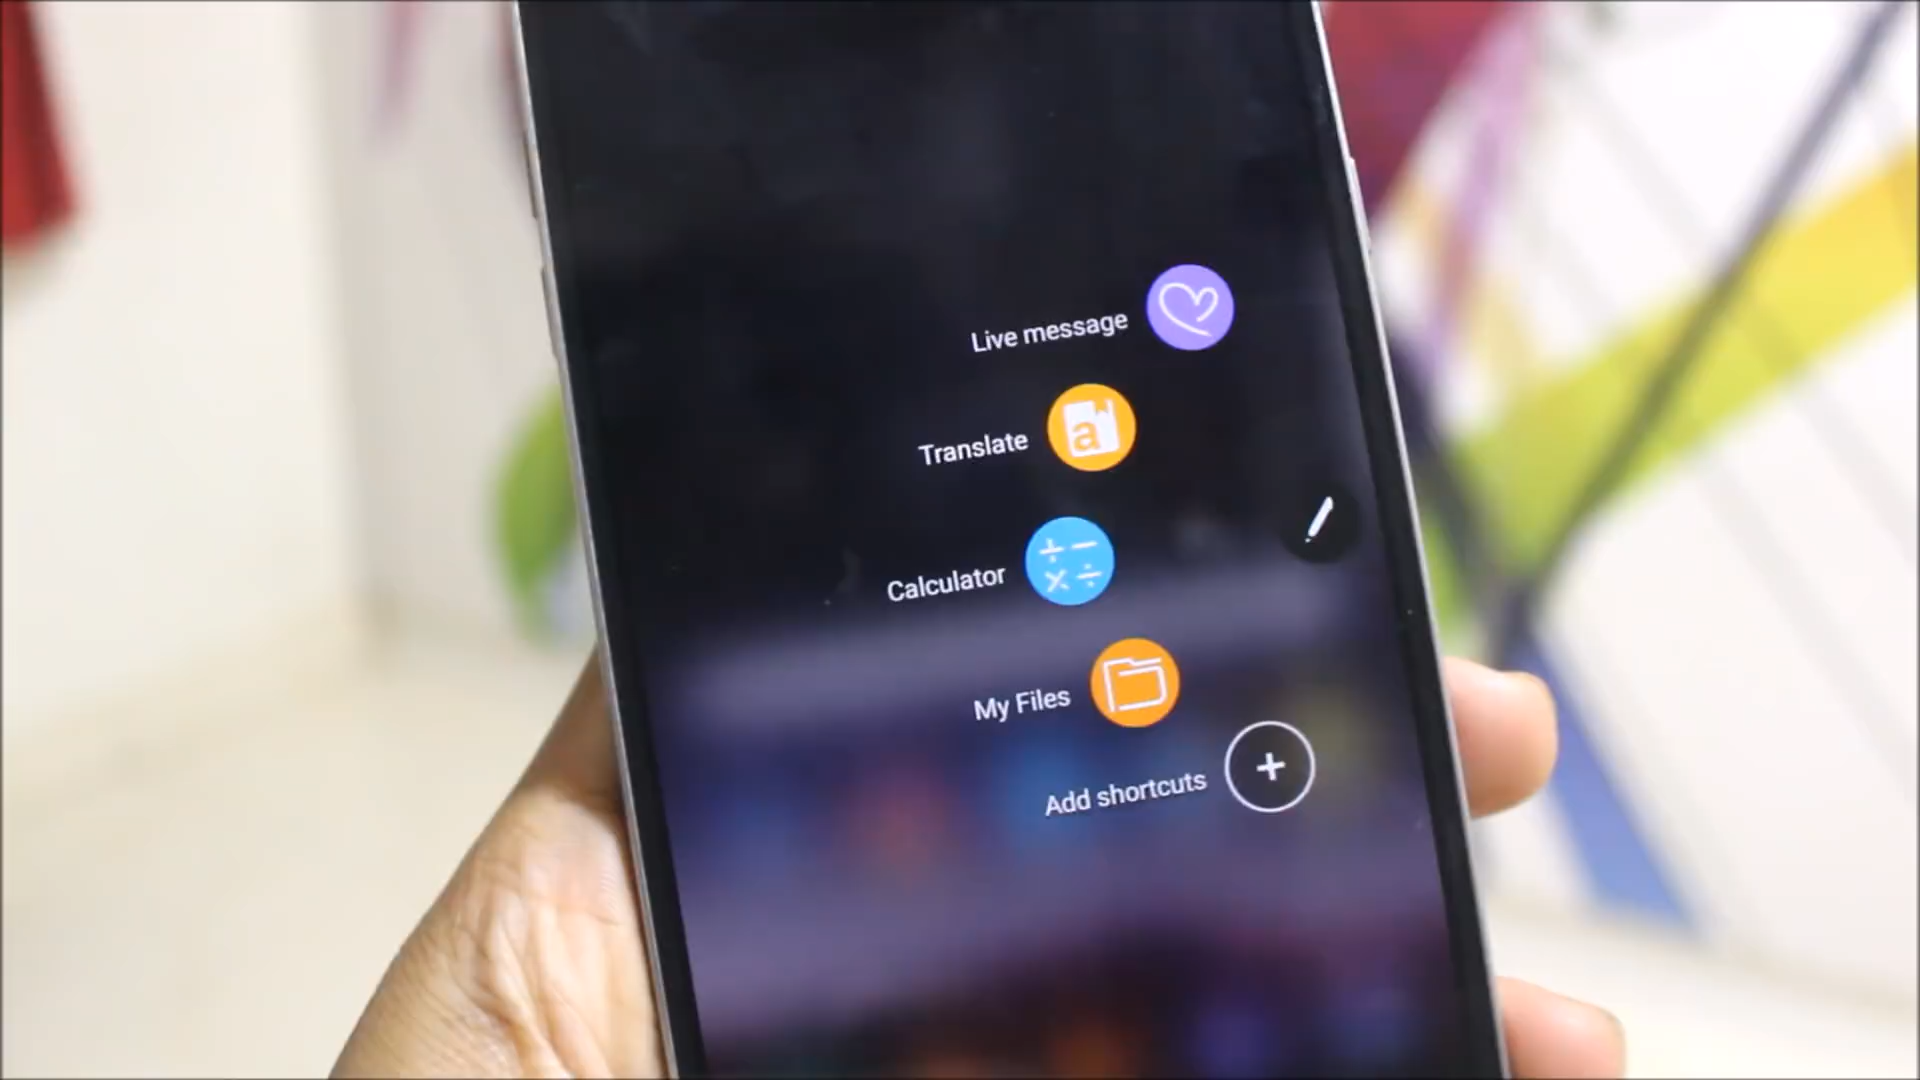 Live message
Translate
Calculator
My Files
Add shortcuts